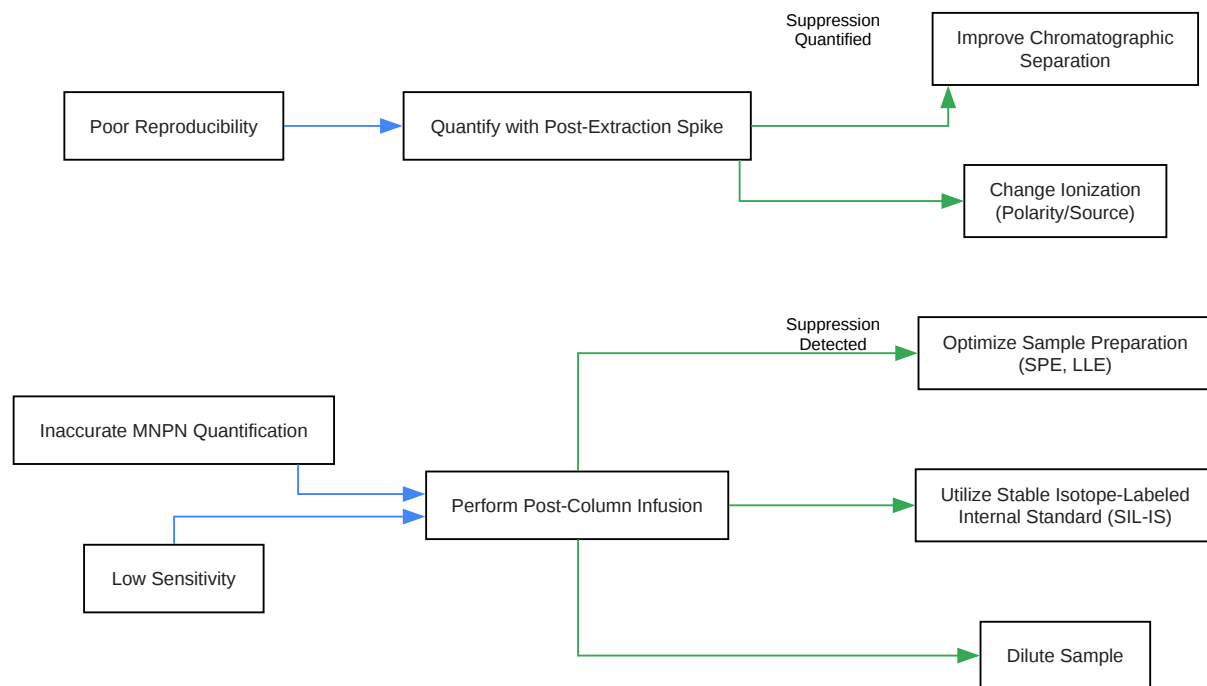 Suppression
Quantified
Improve Chromatographic
Separation
Poor Reproducibility
Quantify with Post-Extraction Spike
Change Ionization
(Polarity/Source)
Suppression
Detected
Optimize Sample Preparation
(SPE, LLE)
Inaccurate MNPN Quantification
Perform Post-Column Infusion
Utilize Stable Isotope-Labeled
Internal Standard (SIL-IS)
Low Sensitivity
Dilute Sample